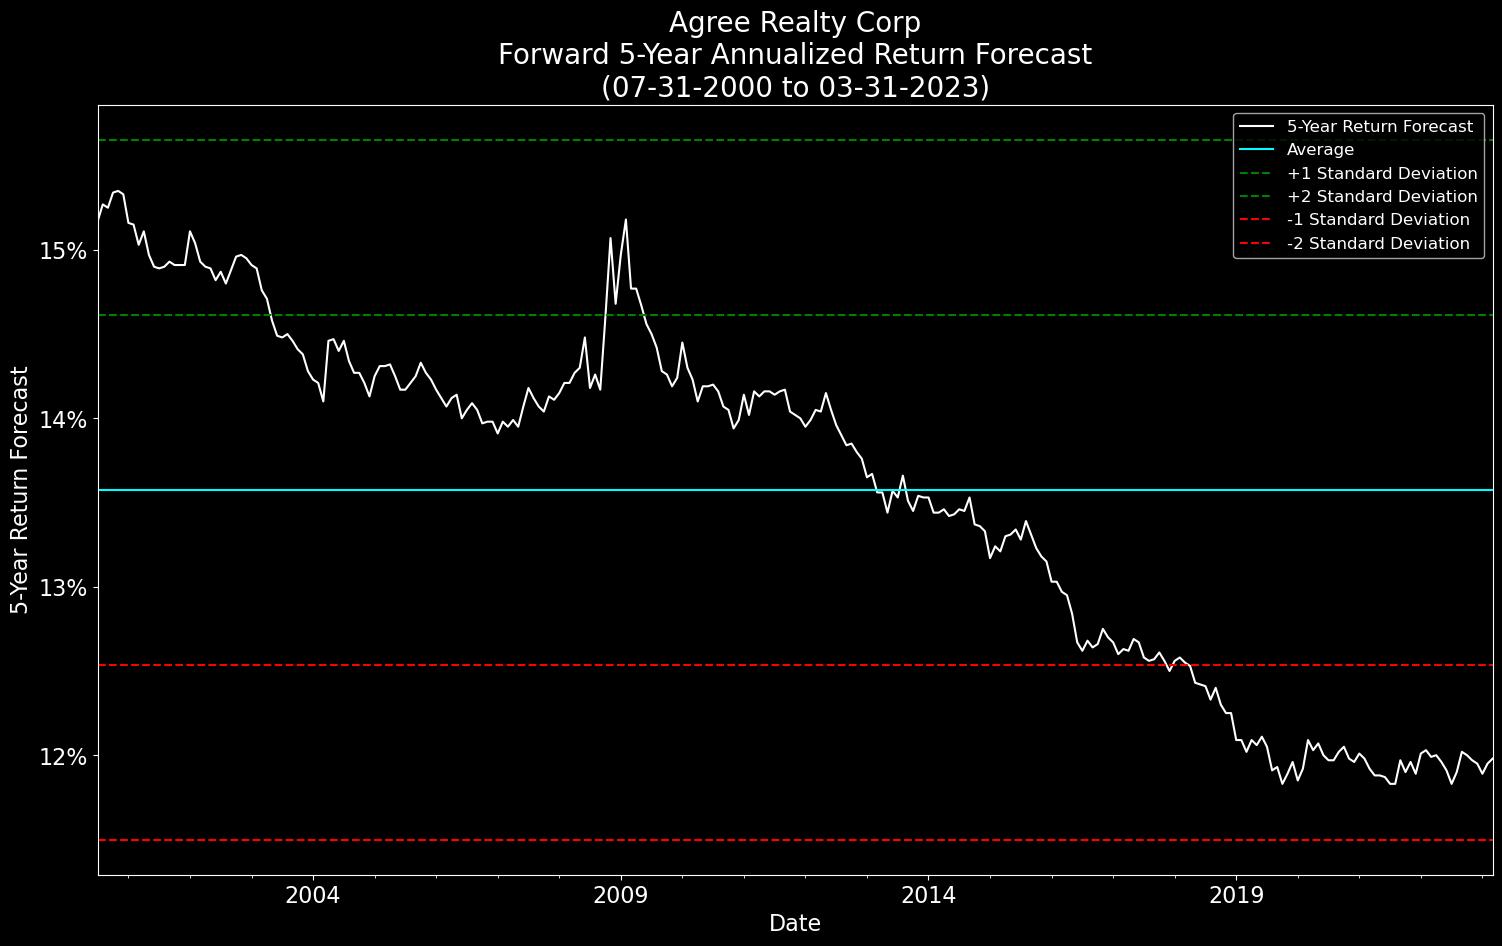 Agree Realty Corp
Forward 5-Year Annualized Return Forecast
(07-31-2000 to 03-31-2023)
5-Year Return Forecast
Average
+1 Standard Deviation
+2 Standard Deviation
-1 Standard Deviation
-2 Standard Deviation
5-Year Return Forecast
15%
14%
13%
12%
2004
2009
2014
2019
Date